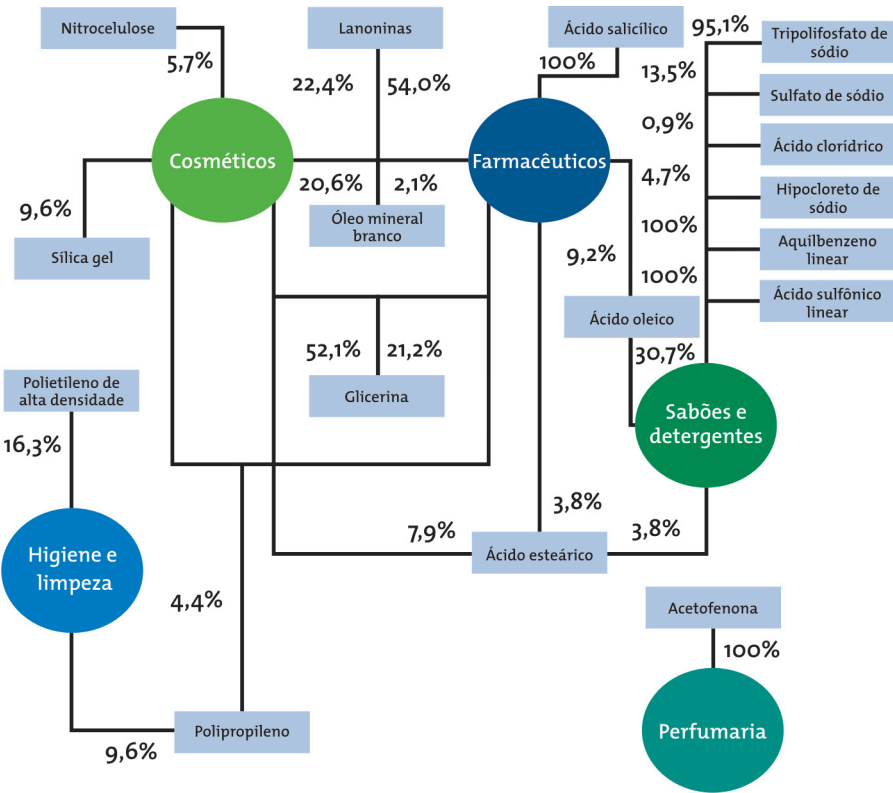 Nitrocelulose
Lanoninas
Ácido salicílico
95,1%
Tripolifosfato de
sódio
5,7%
22,4%
54,0%
100%
13,5%
Sulfato de sódio
0,9%
Cosméticos
Farmacêuticos
Ácido clorídrico
20,6%
2,1%
4,7%
Hipocloreto de
sódio
9,6%
Óleo mineral
branco
100%
Sílica gel
9,2%
Aquilbenzeno
linear
100%
Ácido sulfônico
linear
Ácido oleico
52,1%
21,2%
30,7%
Polietileno de
alta densidade
Glicerina
Sabões e
detergentes
16,3%
3,8%
7,9%
3,8%
Higiene e
limpeza
Ácido esteárico
4,4%
Acetofenona
100%
Polipropileno
Perfumaria
9,6%